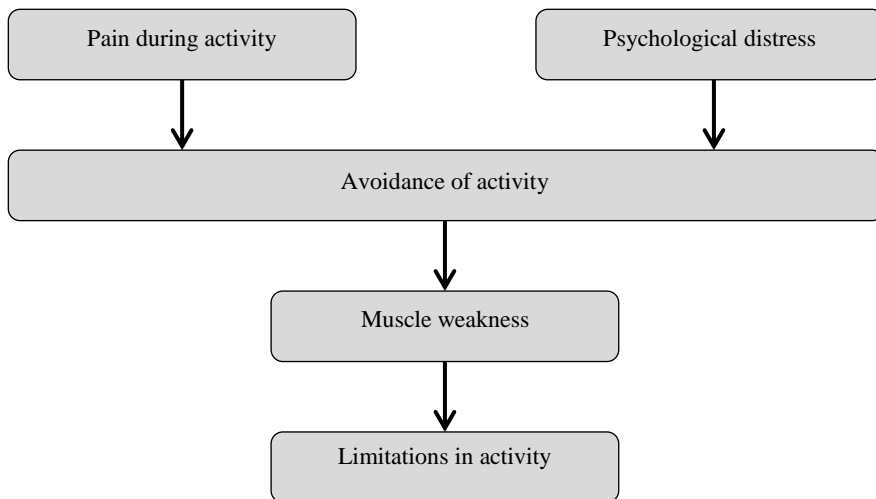 Pain during activity
Psychological distress
Avoidance of activity
Muscle weakness
Limitations in activity